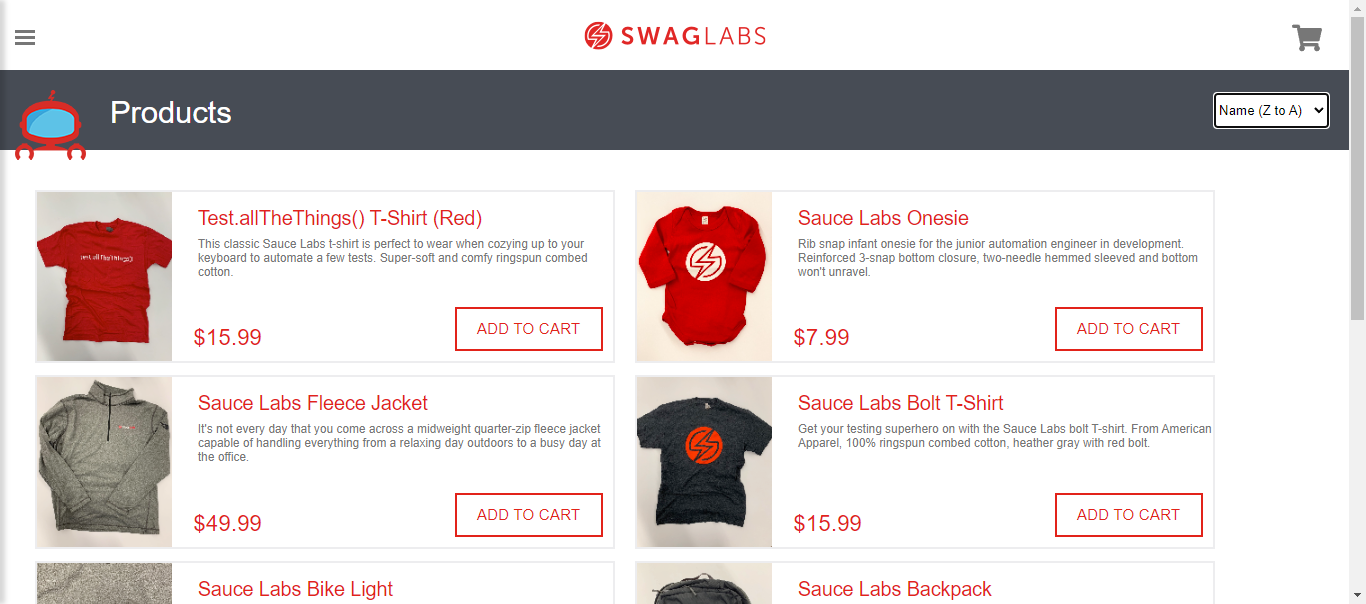 SWAGLABS
Products
Name (Z to A)
Test.allTheThings() T-Shirt (Red)
This classic Sauce Labs t-shirt is perfect to wear when cozying up to your
keyboard to automate a few tests. Super-soft and comfy ringspun combed
cotton.
$15.99
ADD TO CART
Sauce Labs Onesie
Rib snap infant onesie for the junior automation engineer in development.
Reinforced 3-snap bottom closure, two-needle hemmed sleeved and bottom
won't unravel.
$7.99
ADD TO CART
Sauce Labs Fleece Jacket
It's not every day that you come across a midweight quarter-zip fleece jacket
capable of handling everything from a relaxing day outdoors to a busy day at
the office.
$49.99
ADD TO CART
Sauce Labs Bolt T-Shirt
Get your testing superhero on with the Sauce Labs bolt T-shirt. From American
Apparel, 100% ringspun combed cotton, heather gray with red bolt.
$15.99
ADD TO CART
Sauce Labs Bike Light
Sauce Labs Backpack